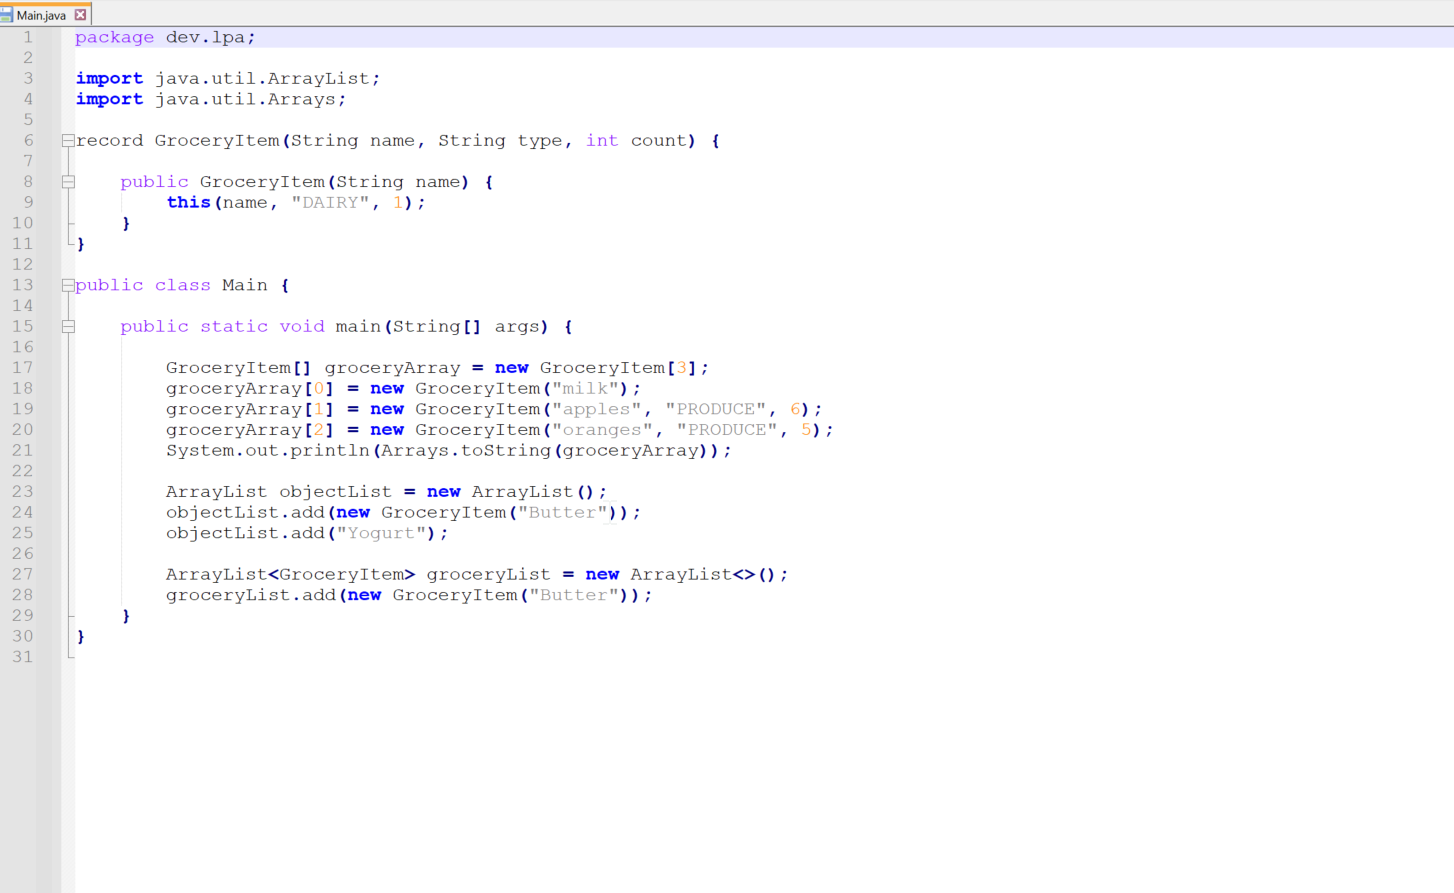 Main.java
1 package dev.lpa;
2
3 import java.util.ArrayList;
4 import java.util.Arrays;
5
6 record GroceryItem(String name, String type, int count) {
7
8     public GroceryItem(String name) {
9         this(name, "DAIRY", 1);
10     }
11 }
12
13 public class Main {
14
15     public static void main(String[] args) {
16
17         GroceryItem[] groceryArray = new GroceryItem[3];
18         groceryArray[0] = new GroceryItem("milk");
19         groceryArray[1] = new GroceryItem("apples", "PRODUCE", 6);
20         groceryArray[2] = new GroceryItem("oranges", "PRODUCE", 5);
21         System.out.println(Arrays.toString(groceryArray));
22
23         ArrayList objectList = new ArrayList();
24         objectList.add(new GroceryItem("Butter"));
25         objectList.add("Yogurt");
26
27         ArrayList<GroceryItem> groceryList = new ArrayList<>();
28         groceryList.add(new GroceryItem("Butter"));
29     }
30 }
31